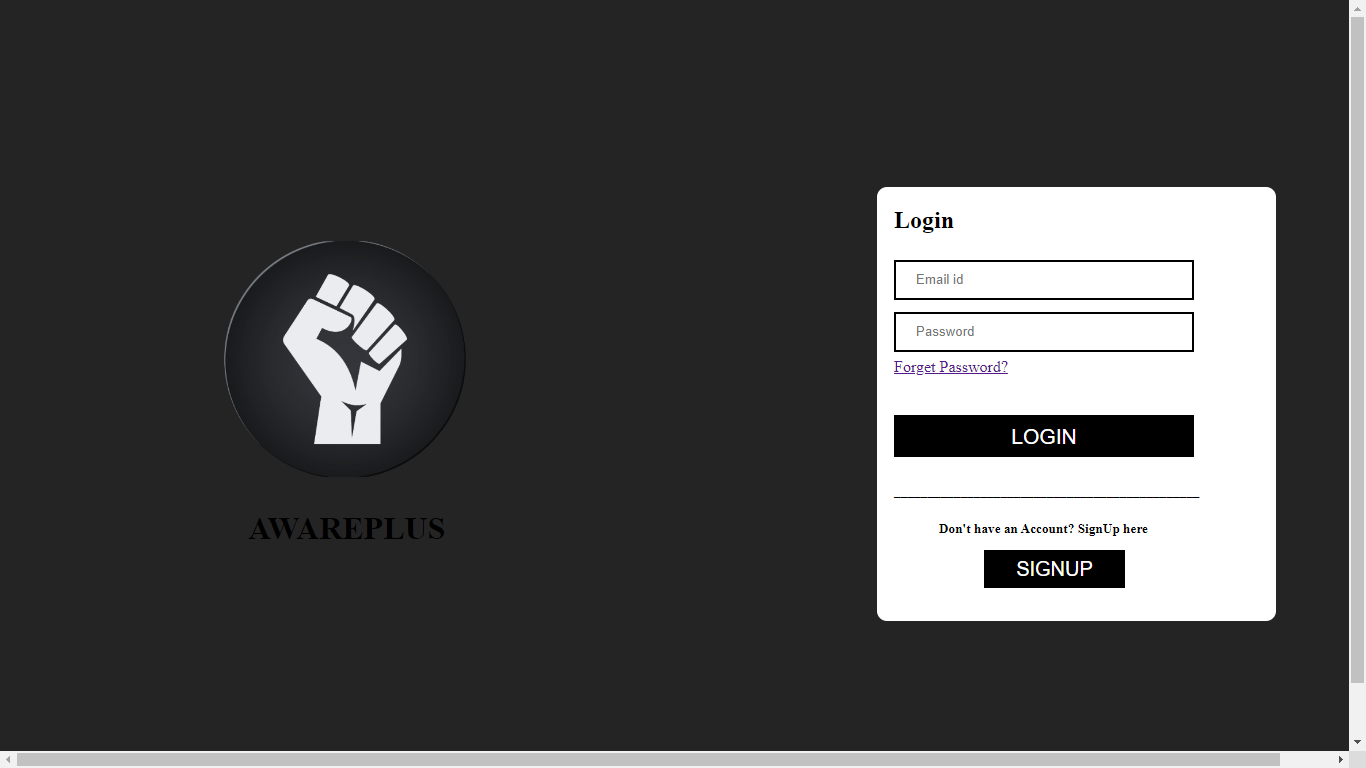 Login
Email id
Password
Forget Password?
LOGIN
Don't have an Account? SignUp here
SIGNUP
AWAREPLUS